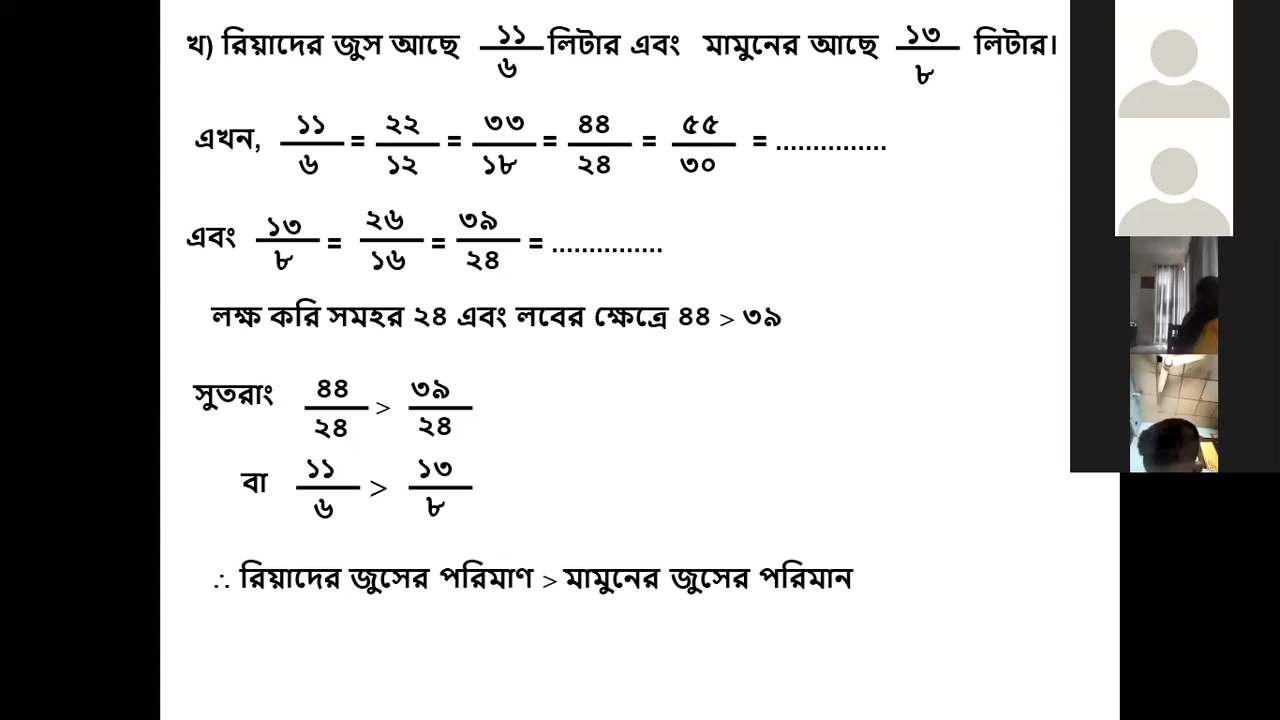 খ) রিয়াদের জুস আছে ১১/৬ লিটার এবং মামুনের আছে ১৩/৮ লিটার।
এখন, ১১/৬ = ২২/১২ = ৩৩/১৮ = ৪৪/২৪ = ৫৫/৩০ = ...............
এবং ১৩/৮ = ২৬/১৬ = ৩৯/২৪ = ...............
লক্ষ করি সমহর ২৪ এবং লবের ক্ষেত্রে ৪৪ > ৩৯
সুতরাং ৪৪/২৪ > ৩৯/২৪
বা ১১/৬ > ১৩/৮
∴ রিয়াদের জুসের পরিমাণ > মামুনের জুসের পরিমান